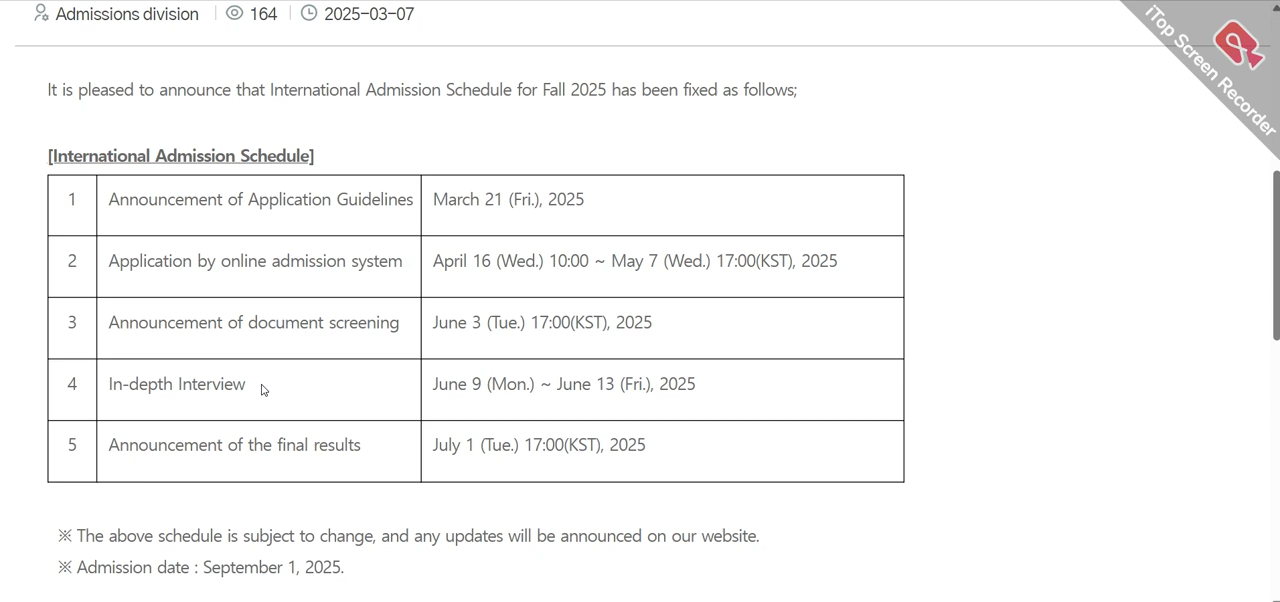 Admissions division 164 2025-03-07
iTop Screen Recorder
It is pleased to announce that International Admission Schedule for Fall 2025 has been fixed as follows;
[International Admission Schedule]
1 Announcement of Application Guidelines March 21 (Fri.), 2025
2 Application by online admission system April 16 (Wed.) 10:00 ~ May 7 (Wed.) 17:00(KST), 2025
3 Announcement of document screening June 3 (Tue.) 17:00(KST), 2025
4 In-depth Interview June 9 (Mon.) ~ June 13 (Fri.), 2025
5 Announcement of the final results July 1 (Tue.) 17:00(KST), 2025
※ The above schedule is subject to change, and any updates will be announced on our website.
※ Admission date : September 1, 2025.